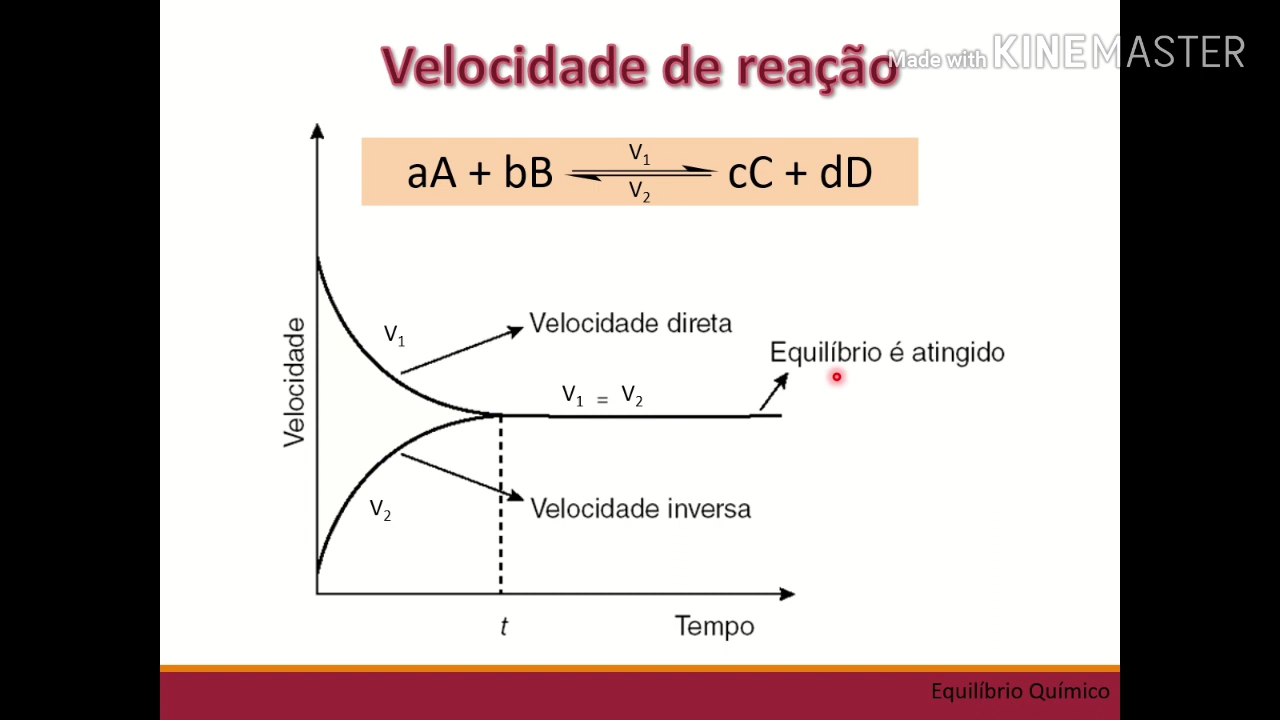 Velocidade de reação
Made with KINEMASTER
V₁
aA + bB ⇌ cC + dD
V₂
Velocidade
V₁
Velocidade direta
Equilíbrio é atingido
V₁ = V₂
V₂
Velocidade inversa
t
Tempo
Equilíbrio Químico